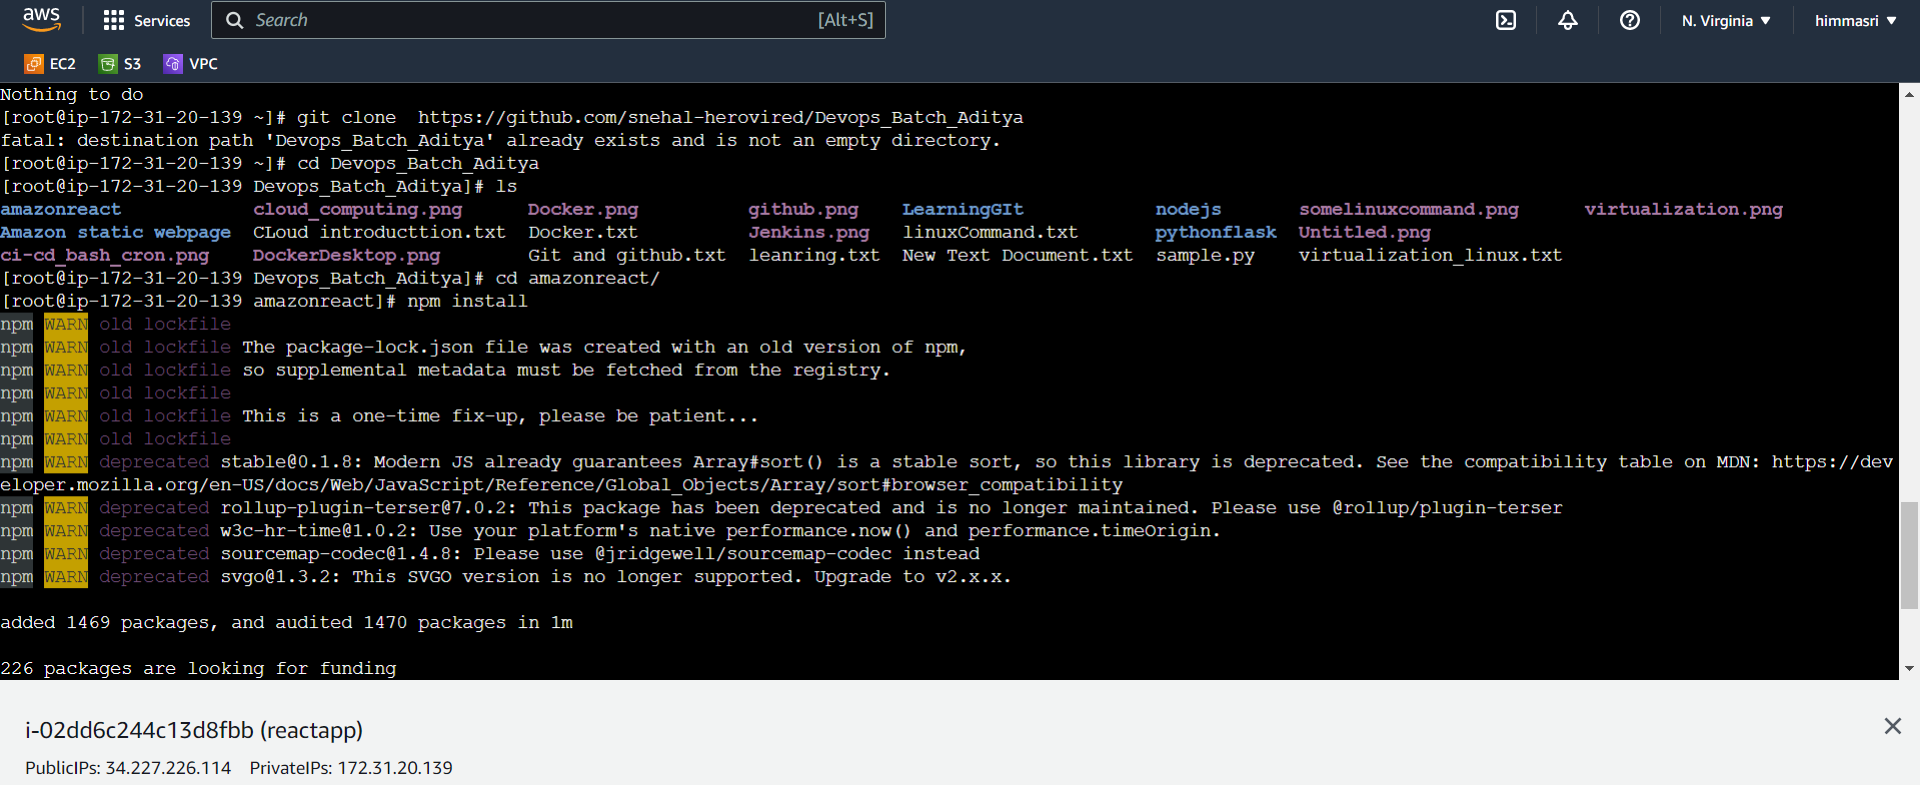 aws Services Search [Alt+S] N. Virginia ▼ himmasri ▼
EC2 S3 VPC
Nothing to do
[root@ip-172-31-20-139 ~]# git clone  https://github.com/snehal-herovired/Devops_Batch_Aditya
fatal: destination path 'Devops_Batch_Aditya' already exists and is not an empty directory.
[root@ip-172-31-20-139 ~]# cd Devops_Batch_Aditya
[root@ip-172-31-20-139 Devops_Batch_Aditya]# ls
amazonreact cloud_computing.png Docker.png github.png LearningGIt nodejs somelinuxcommand.png virtualization.png
Amazon static webpage CLoud introducttion.txt Docker.txt Jenkins.png linuxCommand.txt pythonflask Untitled.png
ci-cd_bash_cron.png DockerDesktop.png Git and github.txt leanring.txt New Text Document.txt sample.py virtualization_linux.txt
[root@ip-172-31-20-139 Devops_Batch_Aditya]# cd amazonreact/
[root@ip-172-31-20-139 amazonreact]# npm install
npm WARN old lockfile
npm WARN old lockfile The package-lock.json file was created with an old version of npm,
npm WARN old lockfile so supplemental metadata must be fetched from the registry.
npm WARN old lockfile
npm WARN old lockfile This is a one-time fix-up, please be patient...
npm WARN old lockfile
npm WARN deprecated stable@0.1.8: Modern JS already guarantees Array#sort() is a stable sort, so this library is deprecated. See the compatibility table on MDN: https://dev
eloper.mozilla.org/en-US/docs/Web/JavaScript/Reference/Global_Objects/Array/sort#browser_compatibility
npm WARN deprecated rollup-plugin-terser@7.0.2: This package has been deprecated and is no longer maintained. Please use @rollup/plugin-terser
npm WARN deprecated w3c-hr-time@1.0.2: Use your platform's native performance.now() and performance.timeOrigin.
npm WARN deprecated sourcemap-codec@1.4.8: Please use @jridgewell/sourcemap-codec instead
npm WARN deprecated svgo@1.3.2: This SVGO version is no longer supported. Upgrade to v2.x.x.
added 1469 packages, and audited 1470 packages in 1m
226 packages are looking for funding
i-02dd6c244c13d8fbb (reactapp)
PublicIPs: 34.227.226.114 PrivateIPs: 172.31.20.139